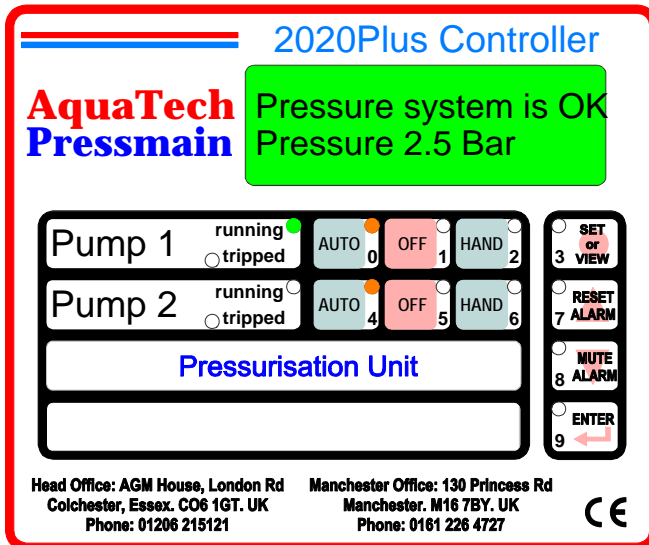 2020Plus Controller
AquaTech
Pressmain
Pressure system is OK
Pressure 2.5 Bar
Pump 1
running
tripped
AUTO 0
OFF 1
HAND 2
3 SET
or
VIEW
Pump 2
running
tripped
AUTO 4
OFF 5
HAND 6
7 RESET
ALARM
Pressurisation Unit
8 MUTE
ALARM
ENTER
9
Head Office: AGM House, London Rd
Colchester, Essex. CO6 1GT. UK
Phone: 01206 215121
Manchester Office: 130 Princess Rd
Manchester. M16 7BY. UK
Phone: 0161 226 4727
CE